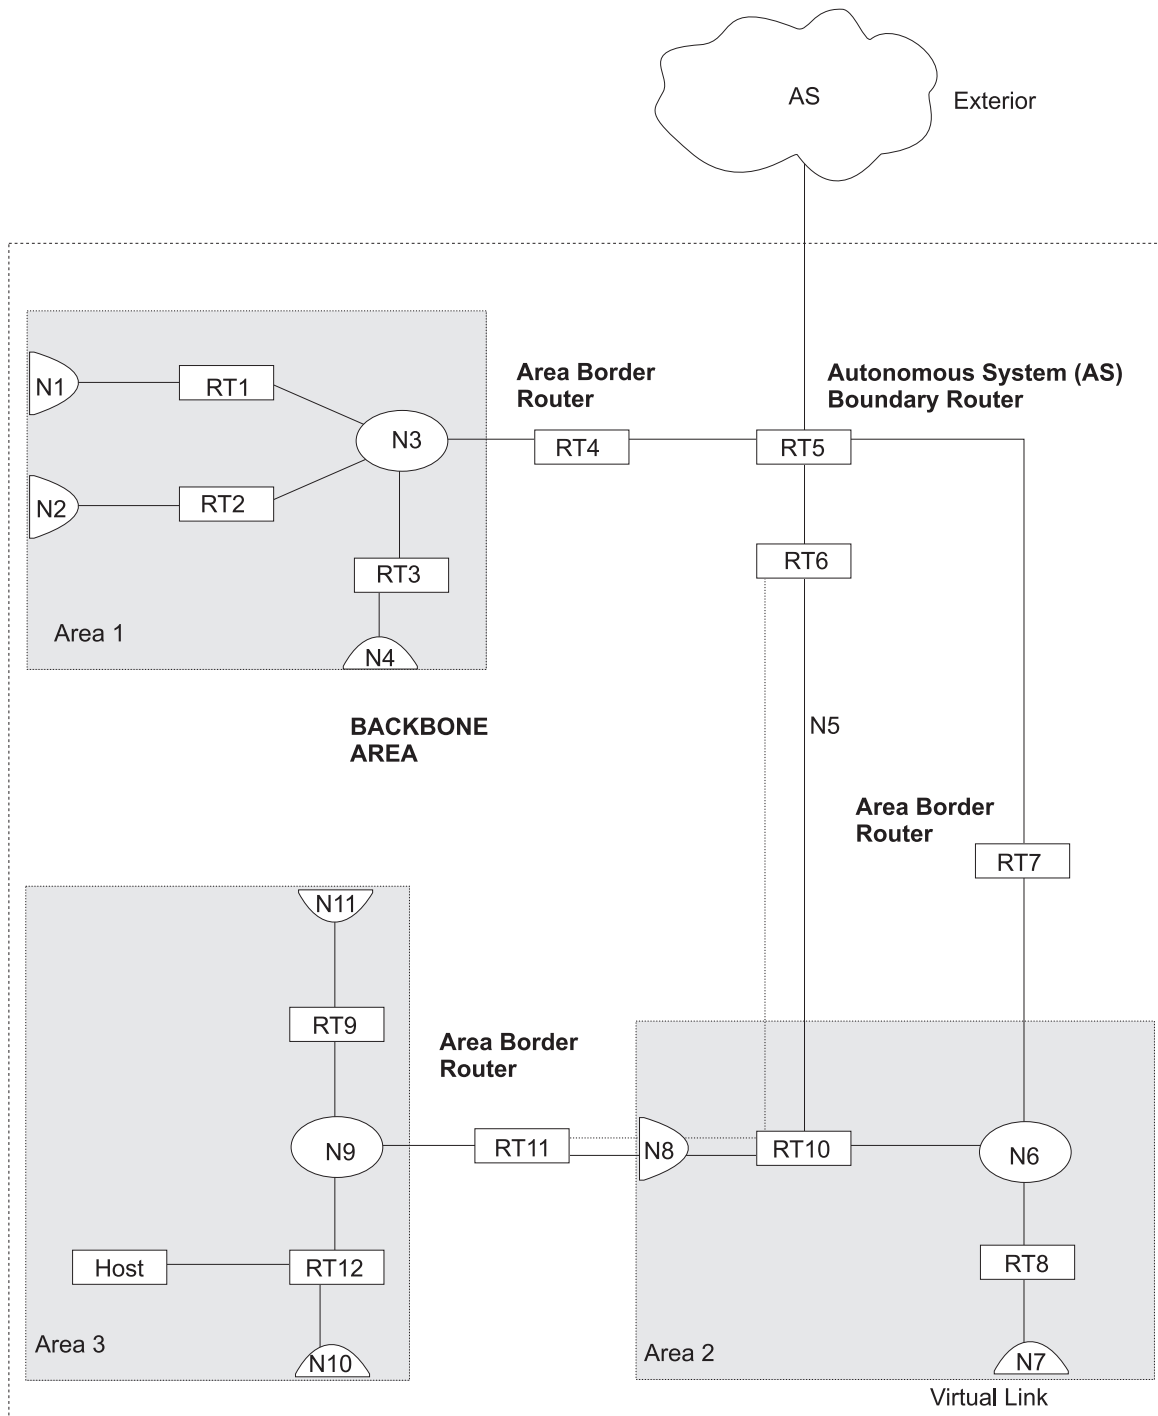 AS
Exterior
Area Border
Router
Autonomous System (AS)
Boundary Router
N1
RT1
N3
RT4
RT5
N2
RT2
RT6
RT3
Area 1
N4
BACKBONE
AREA
N5
Area Border
Router
RT7
N11
RT9
Area Border
Router
N9
RT11
N8
RT10
N6
Host
RT12
RT8
Area 3
N10
Area 2
N7
Virtual Link